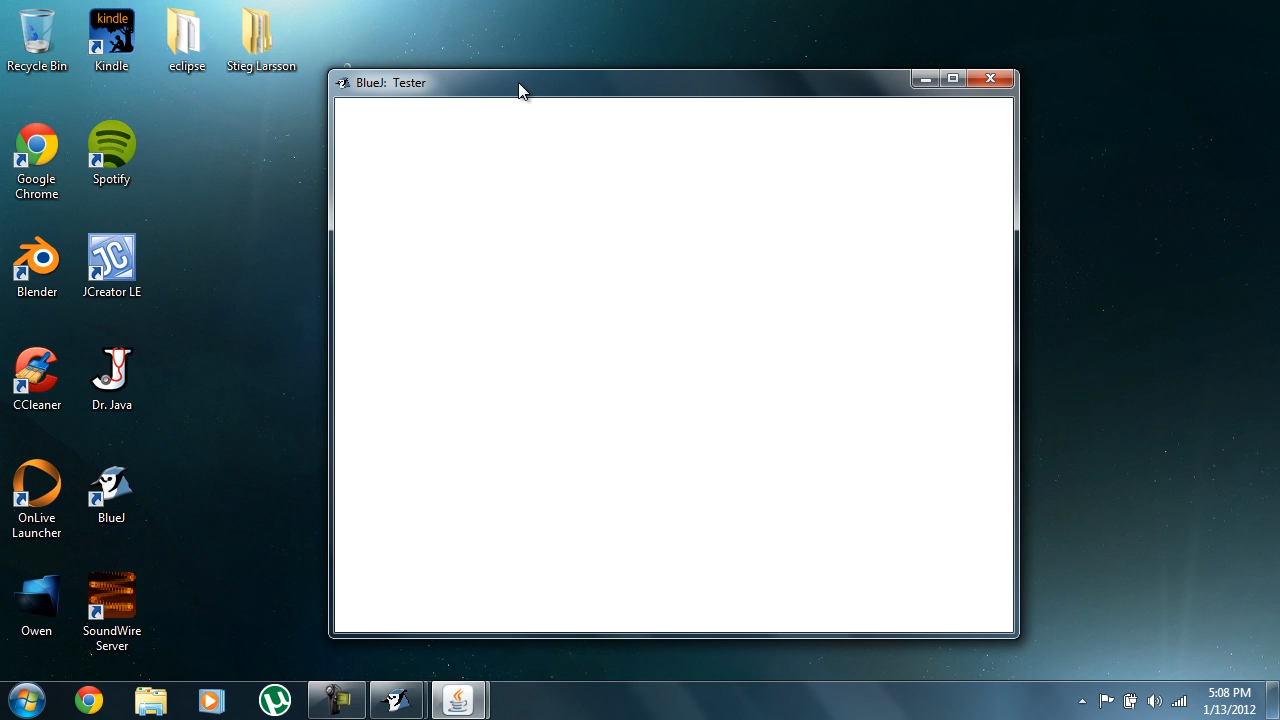 kindle
Recycle Bin
Kindle
eclipse
Stieg Larsson
BlueJ: Tester
Google
Chrome
Spotify
JC
Blender
JCreator LE
J
CCleaner
Dr. Java
OnLive
Launcher
BlueJ
Owen
SoundWire
Server
5:08 PM
1/13/2012